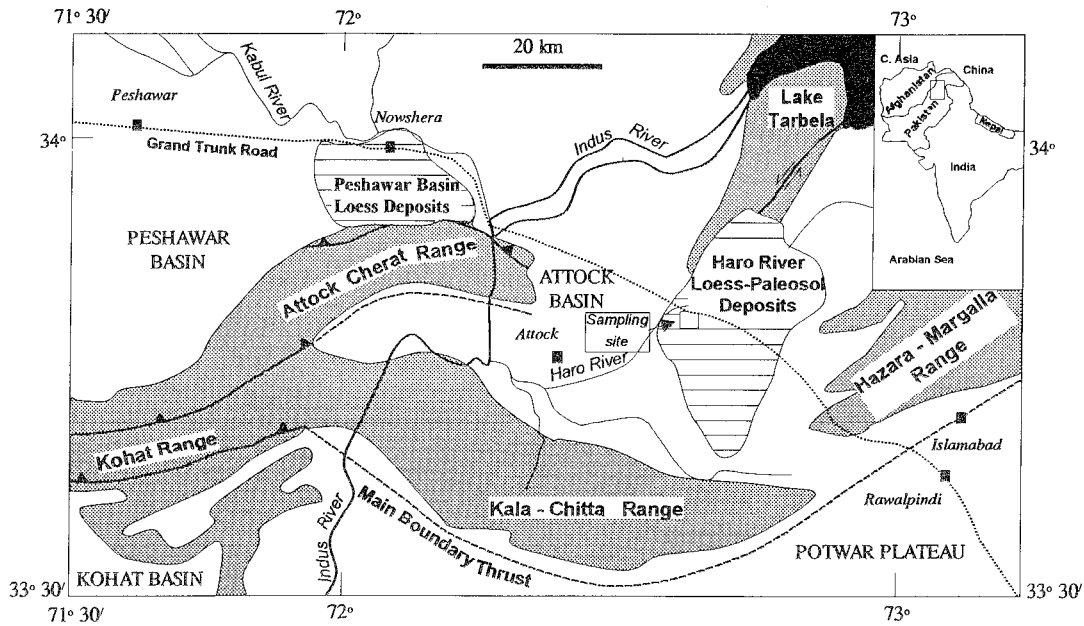 71° 30′
72°
73°
20 km
C. Asia
China
Afghanistan
Pakistan
Nepal
India
Arabian Sea
Kabul River
Peshawar
Nowshera
Lake
Tarbela
Indus
River
34°
34°
Grand Trunk Road
Peshawar Basin
Loess Deposits
PESHAWAR
BASIN
Attock Cherat Range
ATTOCK
BASIN
Haro River
Loess-Paleosol
Deposits
Sampling
site
Attock
Haro River
Hazara - Margalla
Range
Kohat Range
Islamabad
Rawalpindi
Kala - Chitta Range
Indus River
Main Boundary Thrust
POTWAR PLATEAU
KOHAT BASIN
33° 30′
33° 30′
71° 30′
72°
73°